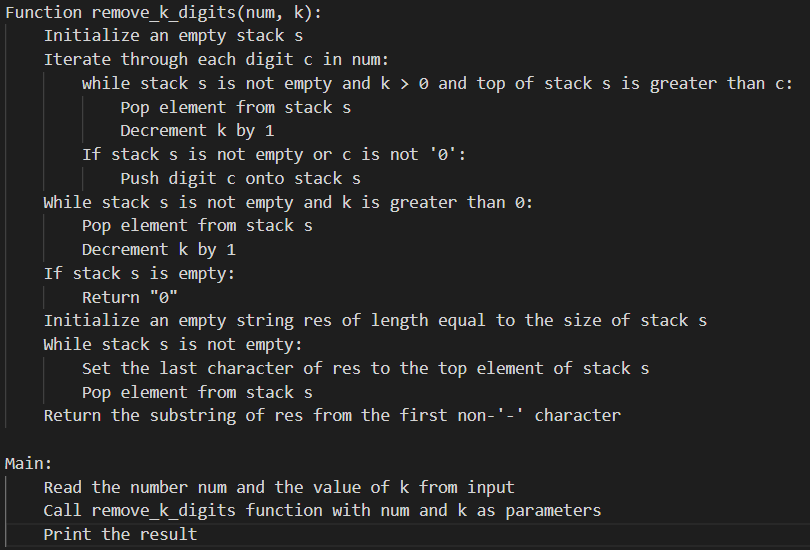 Function remove_k_digits(num, k):
Initialize an empty stack s
Iterate through each digit c in num:
while stack s is not empty and k > 0 and top of stack s is greater than c:
Pop element from stack s
Decrement k by 1
If stack s is not empty or c is not '0':
Push digit c onto stack s
While stack s is not empty and k is greater than 0:
Pop element from stack s
Decrement k by 1
If stack s is empty:
Return "0"
Initialize an empty string res of length equal to the size of stack s
While stack s is not empty:
Set the last character of res to the top element of stack s
Pop element from stack s
Return the substring of res from the first non-'-' character
Main:
Read the number num and the value of k from input
Call remove_k_digits function with num and k as parameters
Print the result